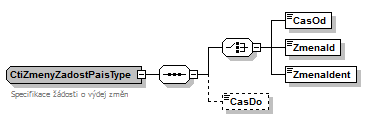 CasOd
ZmenaId
CtiZmenyZadostPaisType
ZmenaIdent
Specifikace žádosti o výdej změn
CasDo